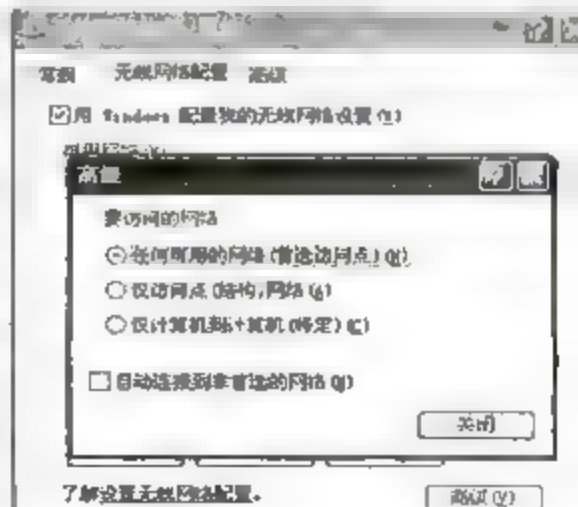 常规 无线网络配置 高级
用 Windows 配置我的无线网络设置(W)
可用网络(N):
高级
要访问的网络
任何可用的网络(首选访问点)(N)
仅访问点(结构)网络(A)
仅计算机到计算机(特定)(C)
自动连接到非首选的网络(U)
关闭
了解设置无线网络配置。
高级(V)